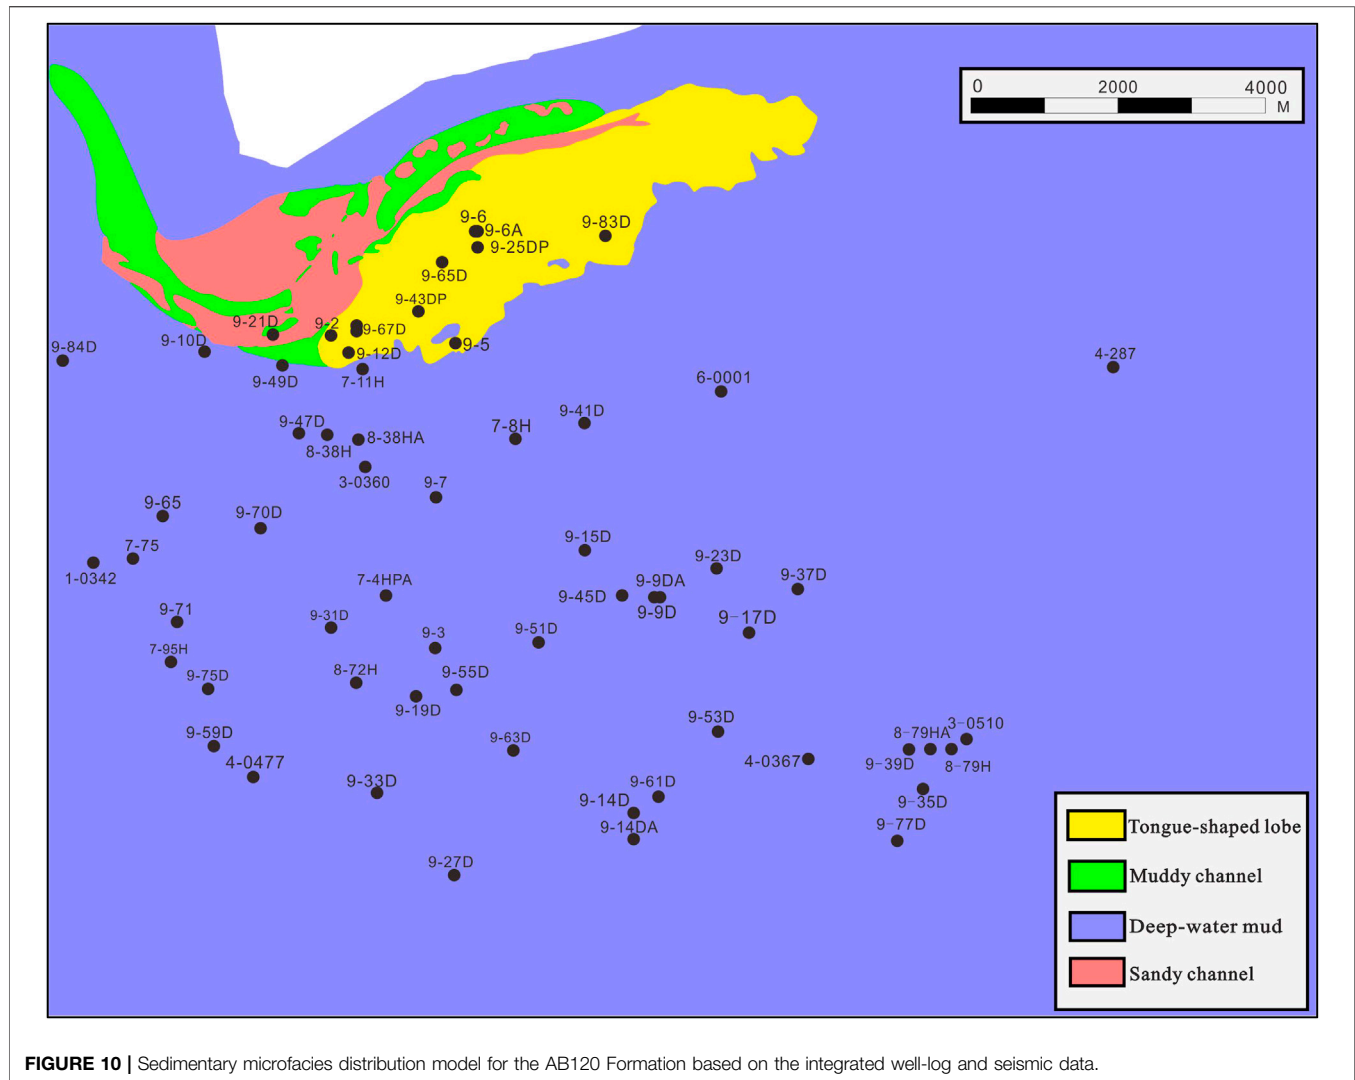 0 2000 4000
M
9-6
9-6A
9-83D
9-25DP
9-65D
9-43DP
9-21D
9-2
9-67D
9-10D
9-5
9-84D
9-12D
4-287
9-49D
7-11H
6-0001
9-41D
9-47D
7-8H
8-38HA
8-38H
3-0360
9-7
9-65
9-70D
9-15D
7-75
9-23D
1-0342
7-4HPA
9-9DA
9-37D
9-45D
9-71
9-31D
9-9D
9-17D
9-3
9-51D
7-95H
8-72H
9-55D
9-75D
9-19D
9-53D
3-0510
9-59D
8-79HA
9-63D
4-0477
4-0367
9-39D
8-79H
9-33D
9-61D
9-14D
9-35D
9-14DA
9-77D
9-27D
Tongue-shaped lobe
Muddy channel
Deep-water mud
Sandy channel
FIGURE 10 | Sedimentary microfacies distribution model for the AB120 Formation based on the integrated well-log and seismic data.